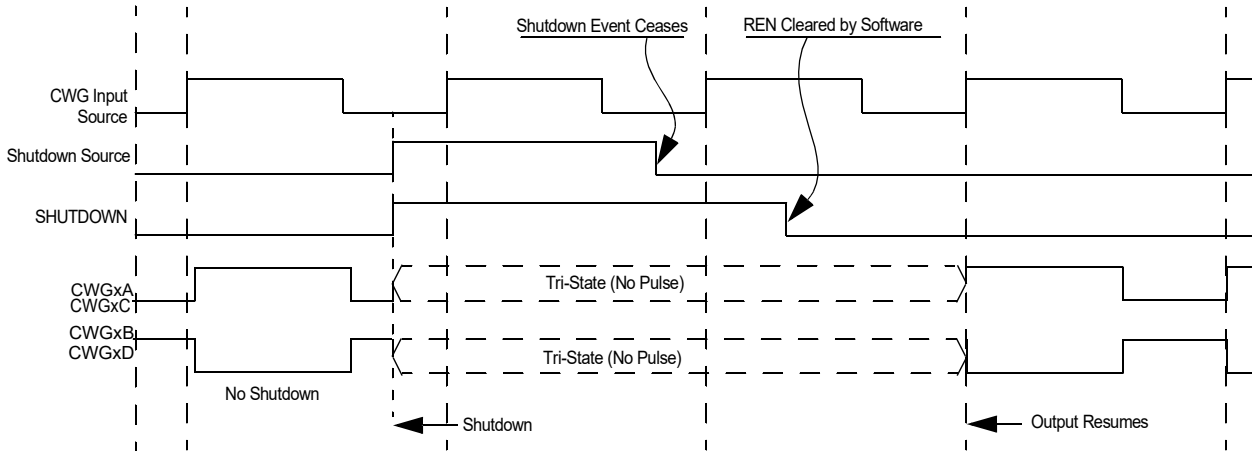 Shutdown Event Ceases
REN Cleared by Software
CWG Input
Source
Shutdown Source
SHUTDOWN
CWGxA
CWGxC
Tri-State (No Pulse)
CWGxB
CWGxD
Tri-State (No Pulse)
No Shutdown
Shutdown
Output Resumes